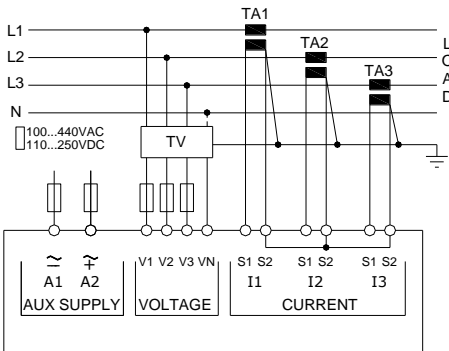 TA1
L1
TA2
L2
TA3
L3
N
LOAD
100...440VAC
110...250VDC
TV
V1 V2 V3 VN
S1 S2 S1 S2 S1 S2
A1 A2
I1 I2 I3
AUX SUPPLY VOLTAGE CURRENT